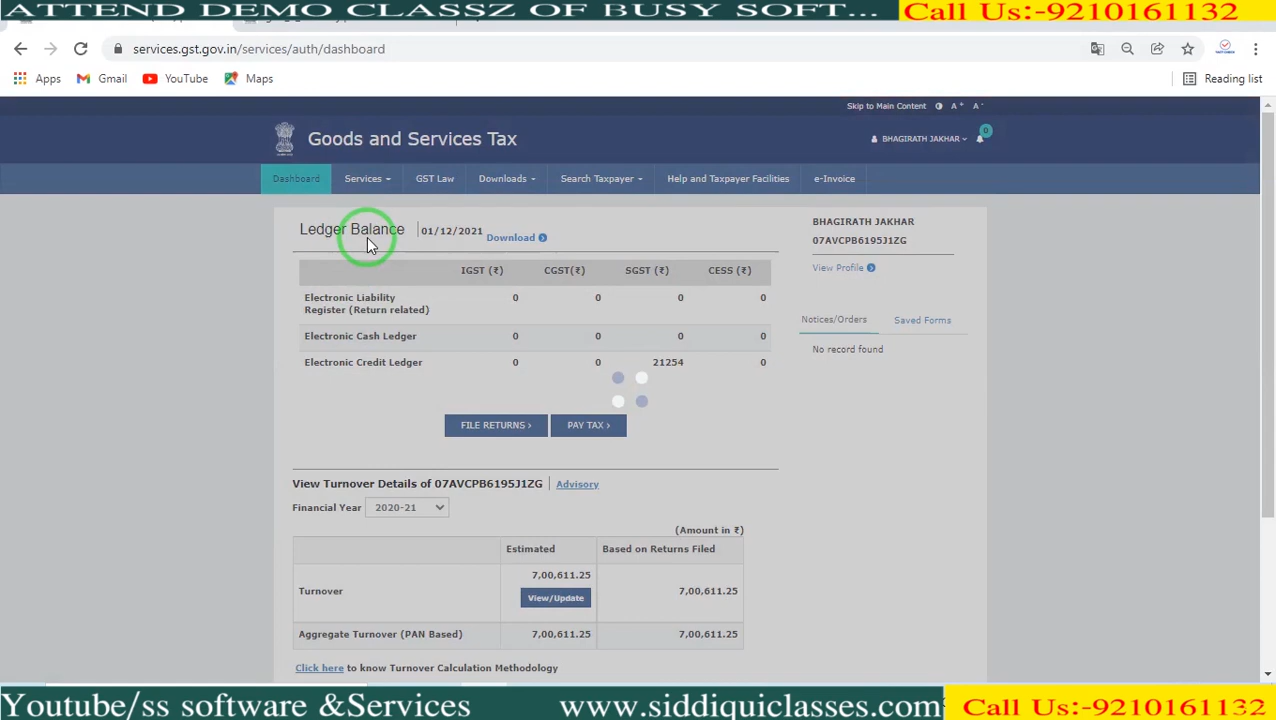 ATTEND DEMO CLASSZ OF BUSY SOFT... Call Us:-9210161132
services.gst.gov.in/services/auth/dashboard
Apps Gmail YouTube Maps Reading list
Skip to Main Content A+ A-
Goods and Services Tax BHAGIRATH JAKHAR 0
Dashboard Services GST Law Downloads Search Taxpayer Help and Taxpayer Facilities e-Invoice
Ledger Balance 01/12/2021 Download
BHAGIRATH JAKHAR
07AVCPB6195J1ZG
View Profile
Notices/Orders Saved Forms
No record found
IGST (₹) CGST(₹) SGST (₹) CESS (₹)
Electronic Liability Register (Return related) 0 0 0 0
Electronic Cash Ledger 0 0 0 0
Electronic Credit Ledger 0 0 21254 0
FILE RETURNS › PAY TAX ›
View Turnover Details of 07AVCPB6195J1ZG Advisory
Financial Year 2020-21
(Amount in ₹)
Estimated Based on Returns Filed
Turnover 7,00,611.25 View/Update 7,00,611.25
Aggregate Turnover (PAN Based) 7,00,611.25 7,00,611.25
Click here to know Turnover Calculation Methodology
Youtube/ss software &Services www.siddiquiclasses.com Call Us:-9210161132